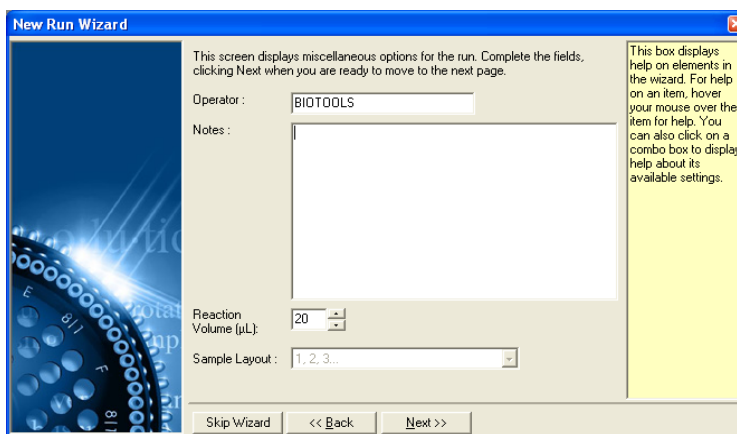 New Run Wizard
This screen displays miscellaneous options for the run. Complete the fields,
clicking Next when you are ready to move to the next page.
Operator :
BIOTOOLS
Notes :
Reaction
Volume (µL):
20
Sample Layout :
1, 2, 3...
Skip Wizard
<< Back
Next >>
This box displays
help on elements in
the wizard. For help
on an item, hover
your mouse over the
item for help. You
can also click on a
combo box to display
help about its
available settings.
E
F